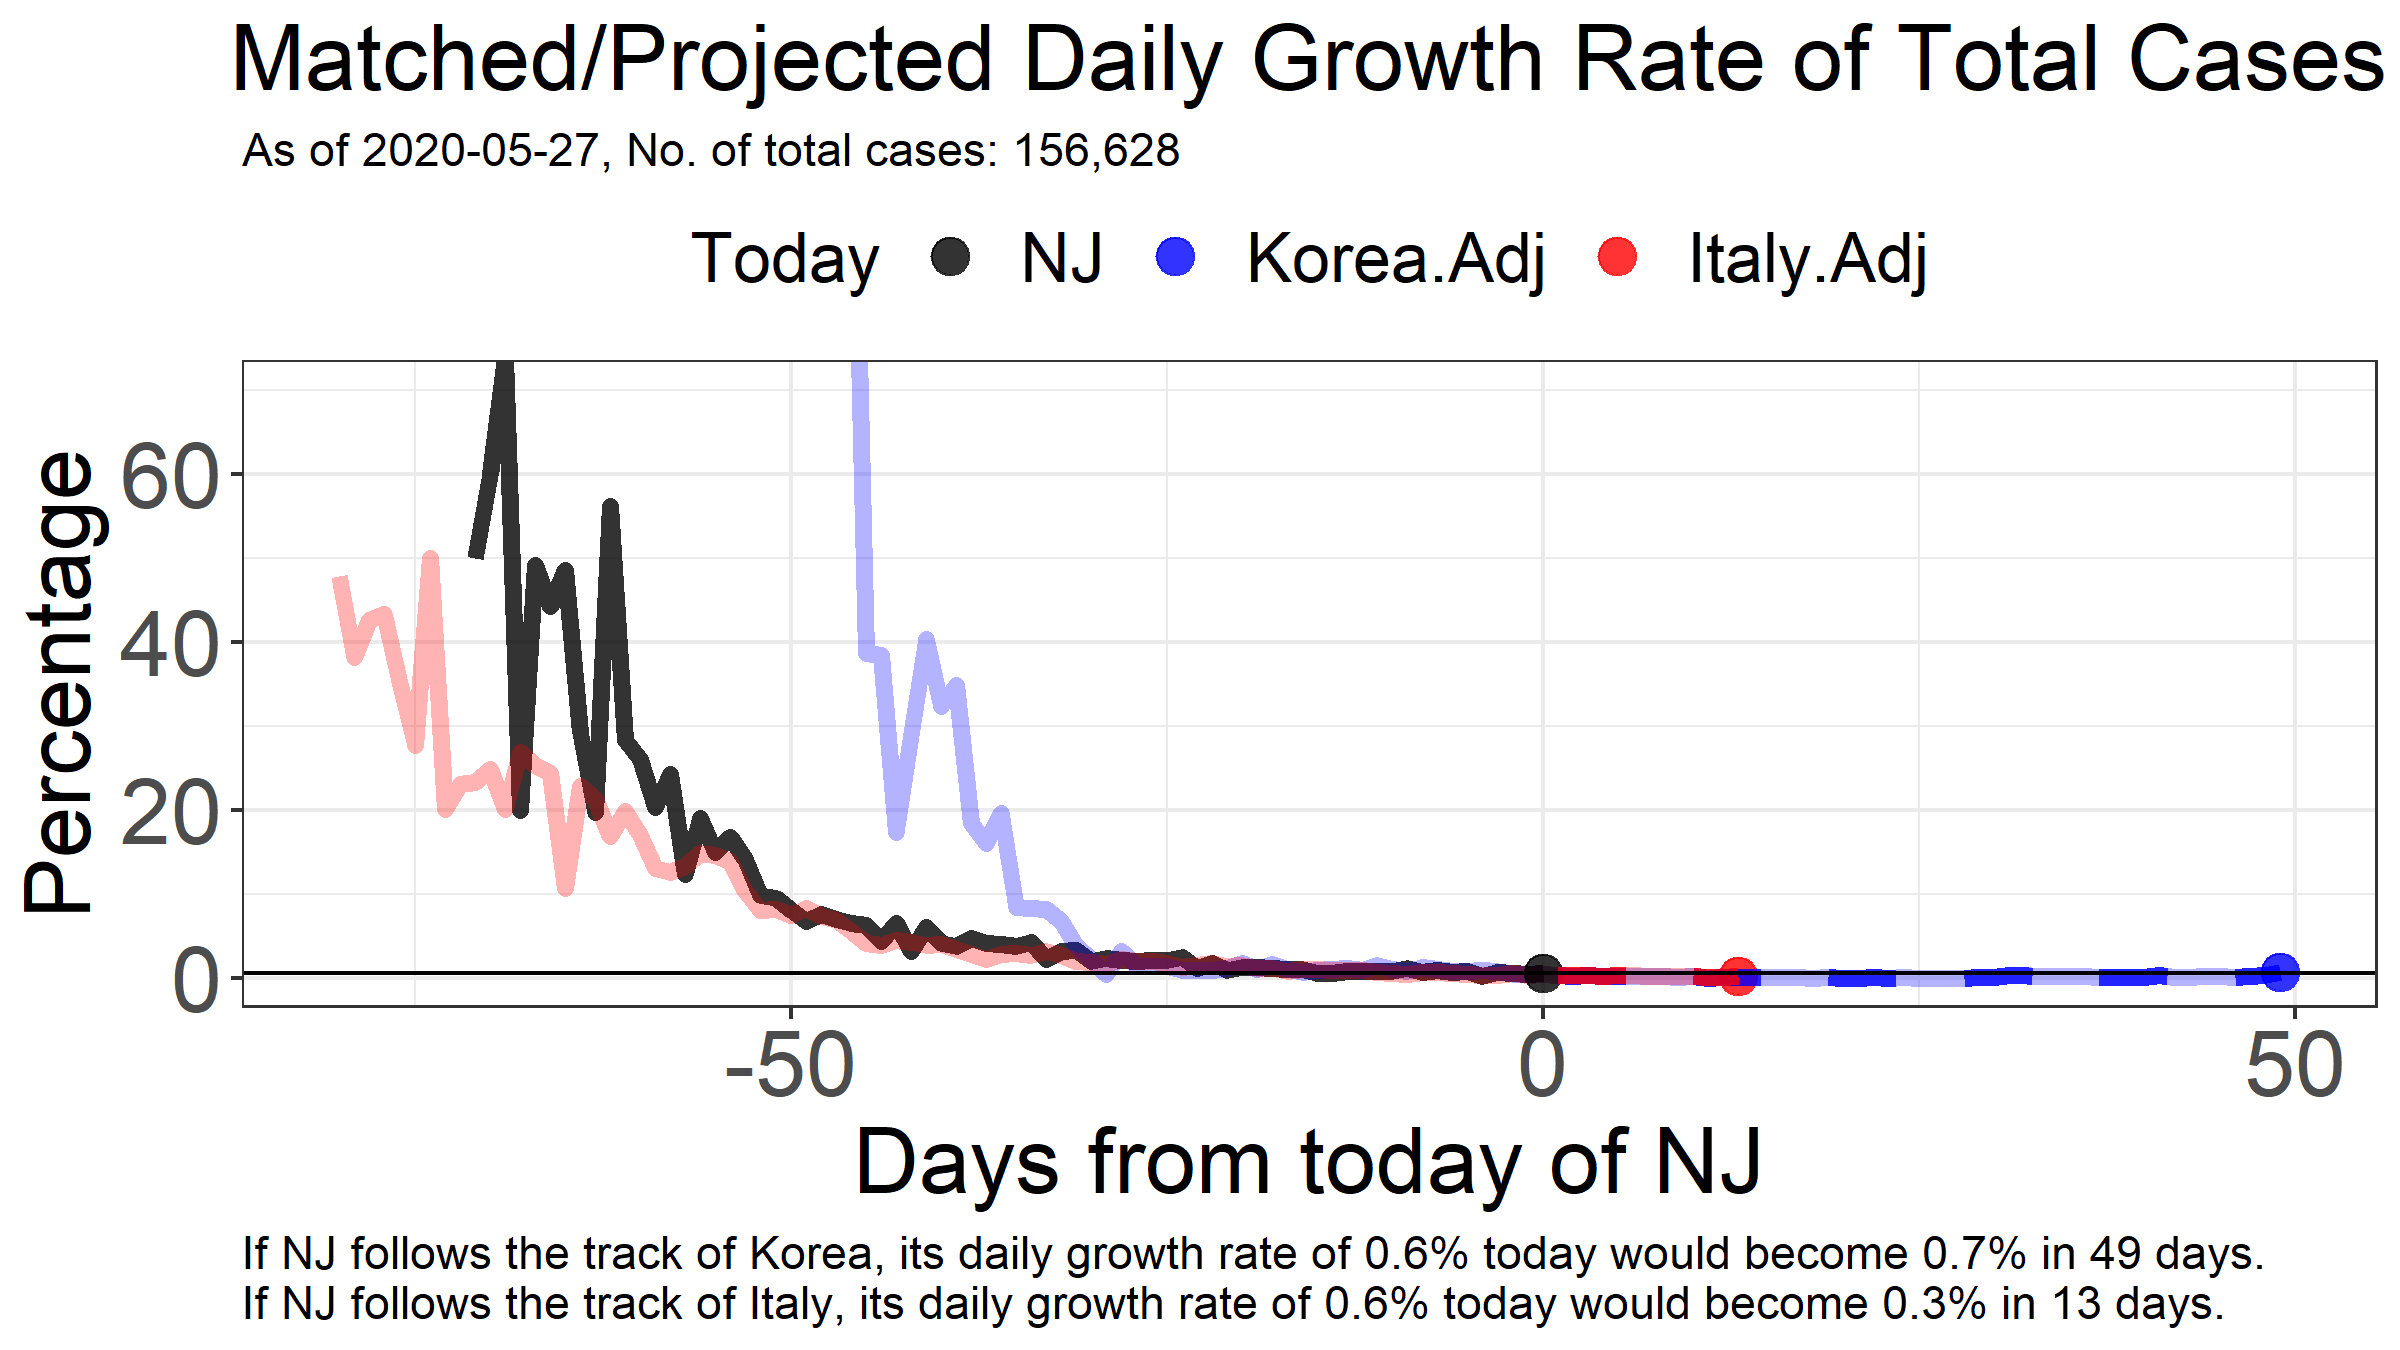 Matched/Projected Daily Growth Rate of Total Cases
As of 2020-05-27, No. of total cases: 156,628
Today NJ Korea.Adj Italy.Adj
Percentage
60
40
20
0
-50 0 50
Days from today of NJ
If NJ follows the track of Korea, its daily growth rate of 0.6% today would become 0.7% in 49 days.
If NJ follows the track of Italy, its daily growth rate of 0.6% today would become 0.3% in 13 days.